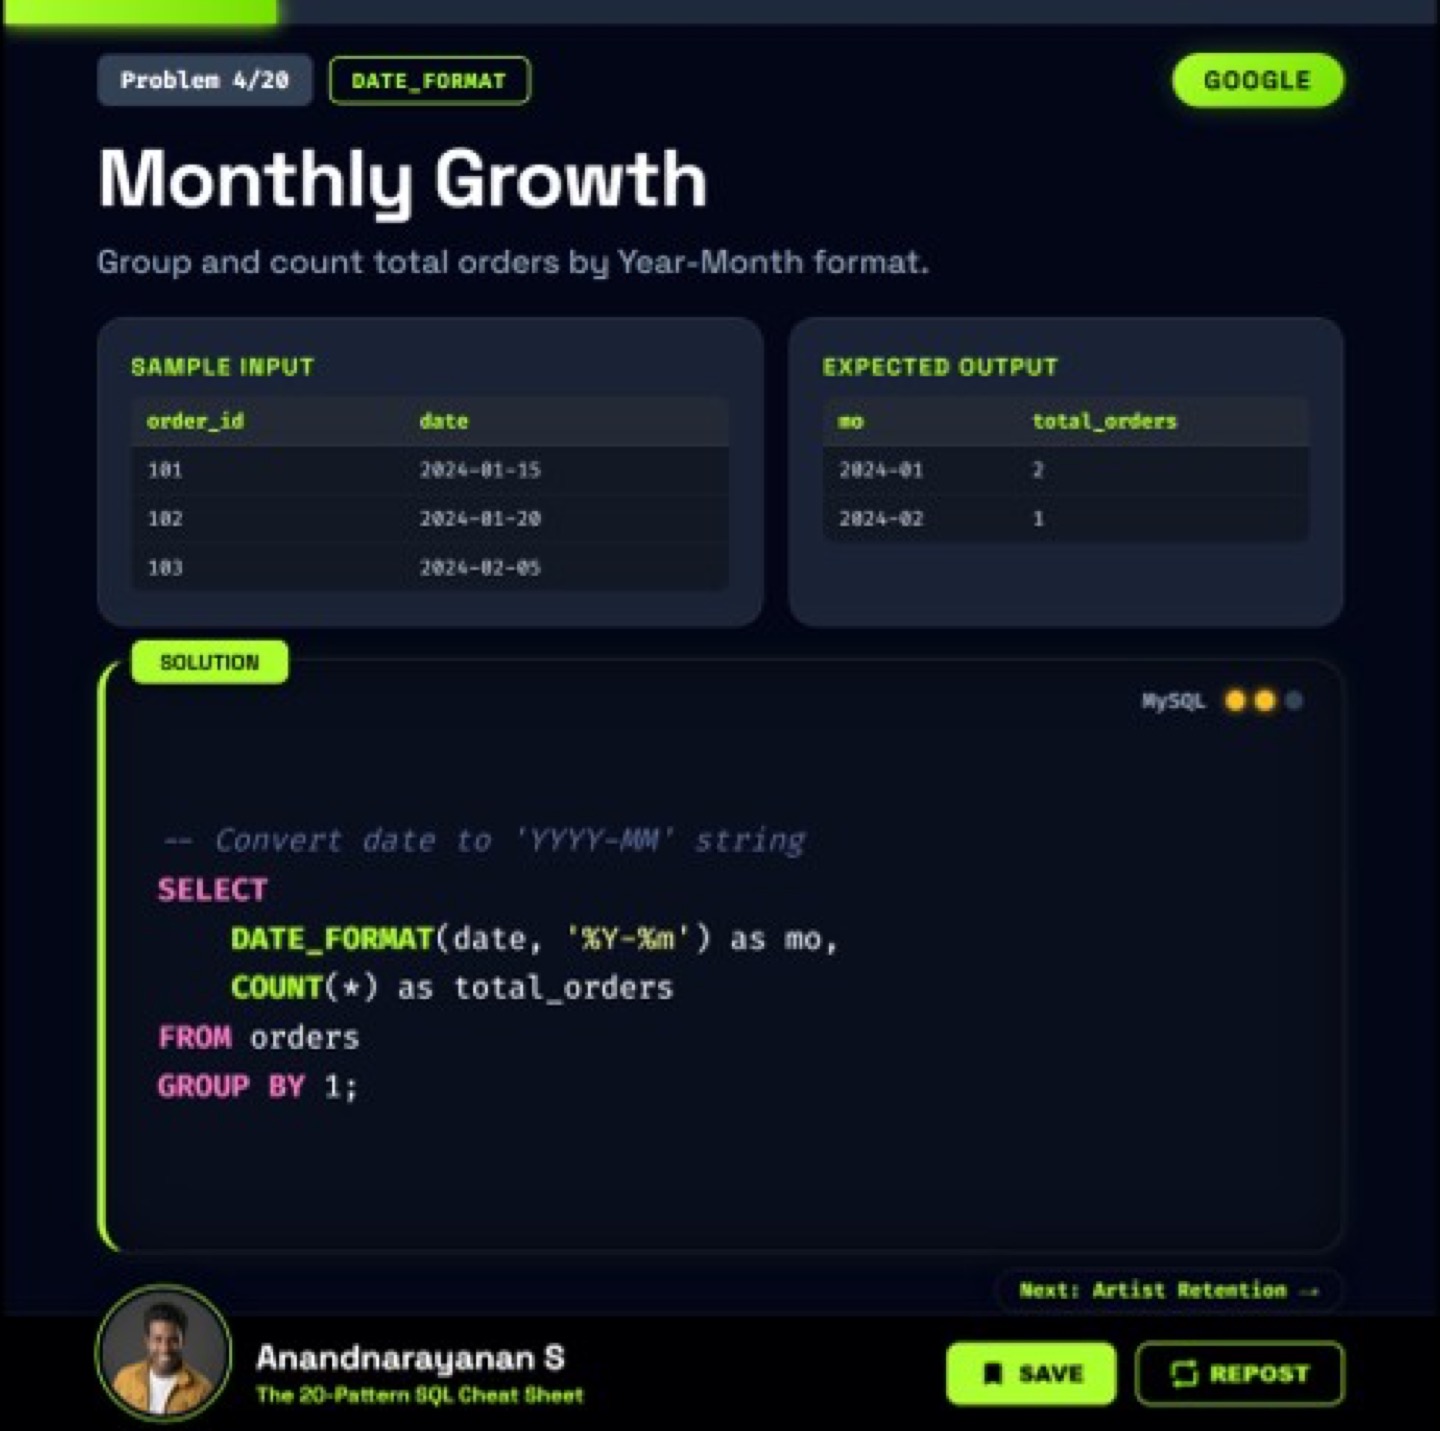 Problem 4/20
DATE_FORMAT
GOOGLE
Monthly Growth
Group and count total orders by Year-Month format.
SAMPLE INPUT
order_id date
101 2024-01-15
102 2024-01-20
103 2024-02-05
EXPECTED OUTPUT
mo total_orders
2024-01 2
2024-02 1
SOLUTION
MySQL
-- Convert date to 'YYYY-MM' string
SELECT
DATE_FORMAT(date, '%Y-%m') as mo,
COUNT(*) as total_orders
FROM orders
GROUP BY 1;
Next: Artist Retention →
Anandnarayanan S
The 20-Pattern SQL Cheat Sheet
SAVE
REPOST